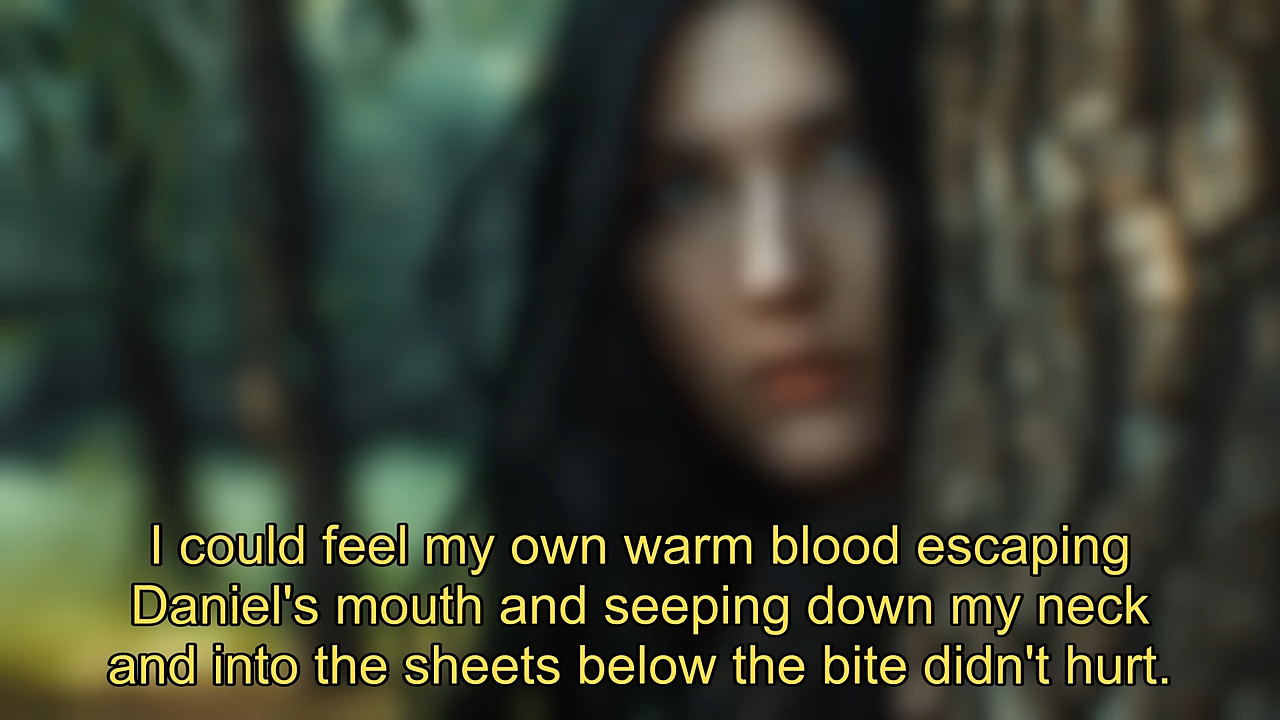 I could feel my own warm blood escaping
Daniel's mouth and seeping down my neck
and into the sheets below the bite didn't hurt.